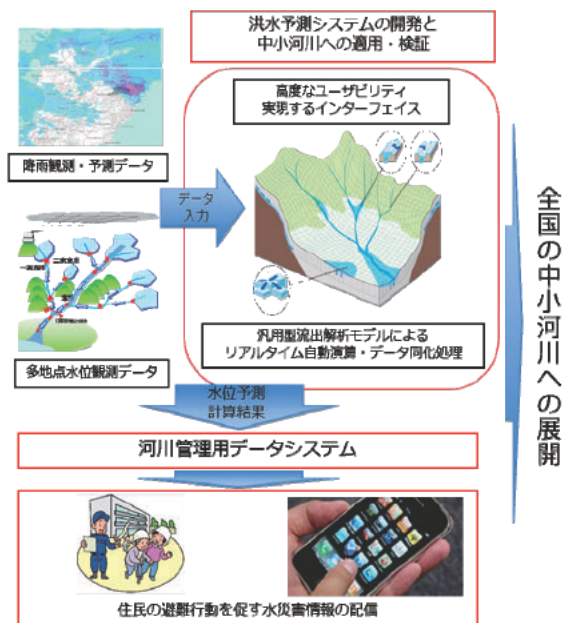 洪水予測システムの開発と
中小河川への適用・検証
高度なユーザビリティ
実現するインターフェイス
降雨観測・予測データ
データ
入力
汎用型流出解析モデルによる
リアルタイム自動演算・データ同化処理
多地点水位観測データ
水位予測
計算結果
河川管理用データシステム
住民の避難行動を促す水災害情報の配信
全国の中小河川への展開